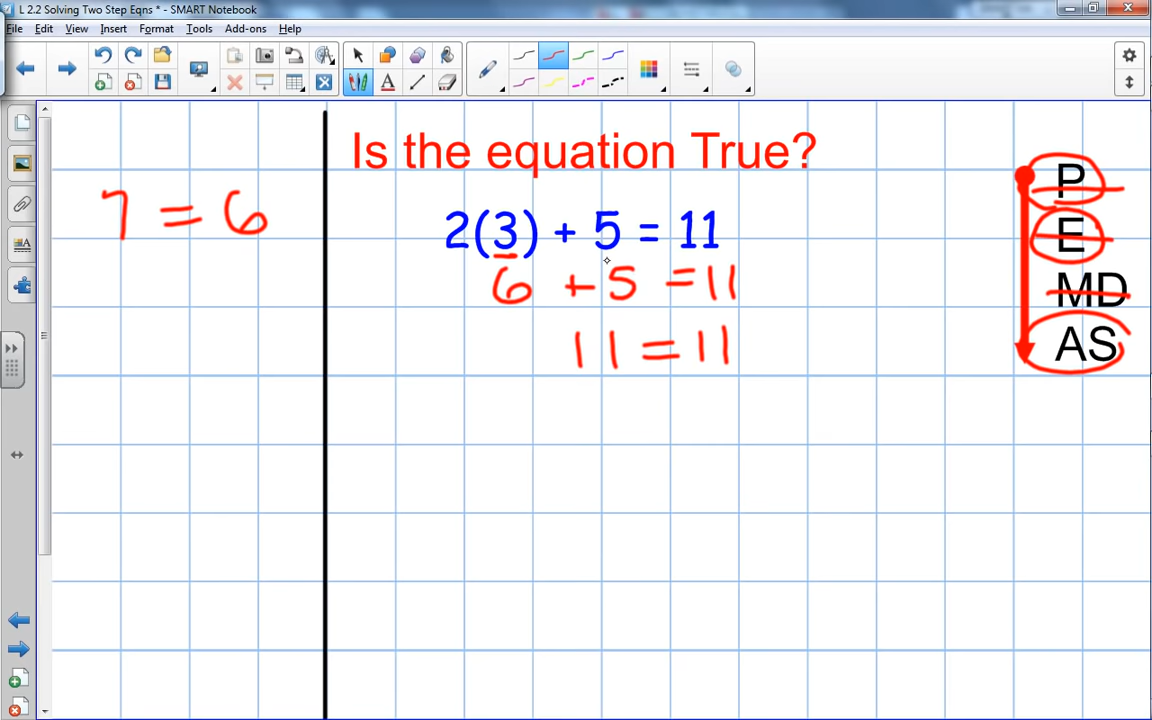 L 2.2 Solving Two Step Eqns * - SMART Notebook
File Edit View Insert Format Tools Add-ons Help
Is the equation True?
7 = 6
2(3) + 5 = 11
6 + 5 = 11
11 = 11
P
E
MD
AS